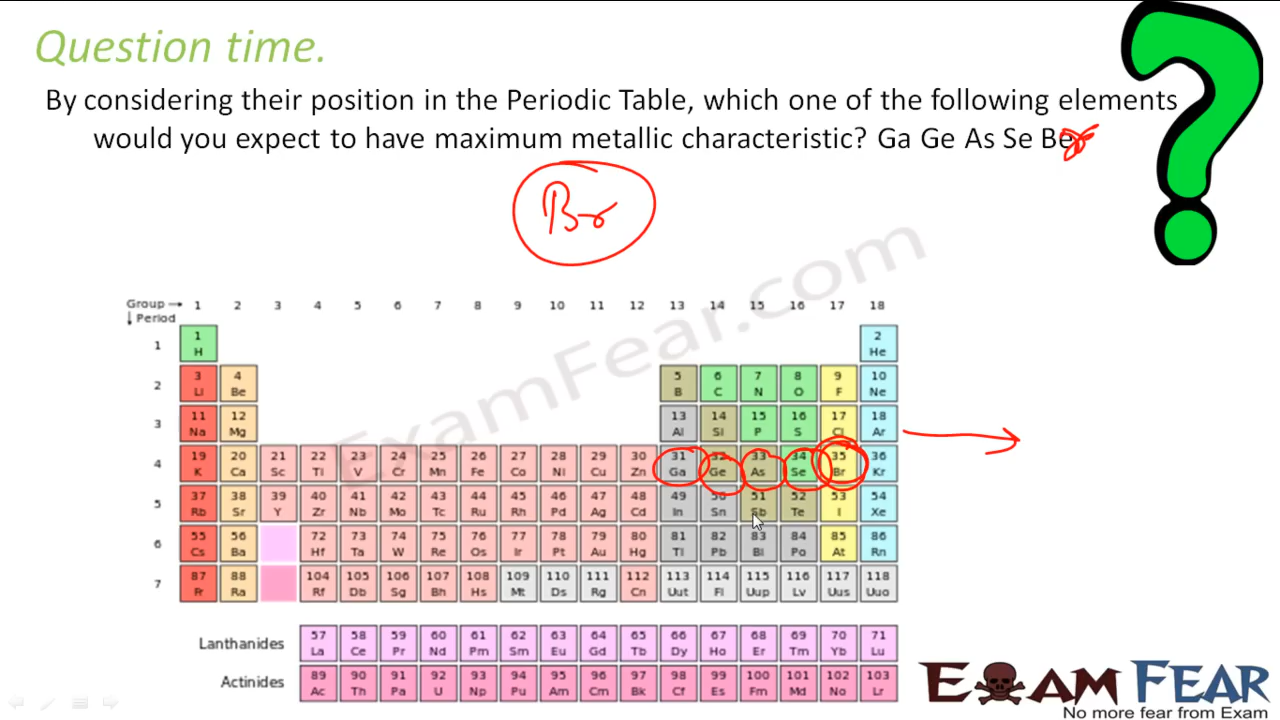 Question time.
By considering their position in the Periodic Table, which one of the following elements
would you expect to have maximum metallic characteristic? Ga Ge As Se Be
Br
ExamFear.com
Group → 1 2 3 4 5 6 7 8 9 10 11 12 13 14 15 16 17 18
↓ Period
1 1 2
H He
2 3 4 5 6 7 8 9 10
Li Be B C N O F Ne
3 11 12 13 14 15 16 17 18
Na Mg Al Si P S Cl Ar
4 19 20 21 22 23 24 25 26 27 28 29 30 31 32 33 34 35 36
K Ca Sc Ti V Cr Mn Fe Co Ni Cu Zn Ga Ge As Se Br Kr
5 37 38 39 40 41 42 43 44 45 46 47 48 49 50 51 52 53 54
Rb Sr Y Zr Nb Mo Tc Ru Rh Pd Ag Cd In Sn Sb Te I Xe
6 55 56 72 73 74 75 76 77 78 79 80 81 82 83 84 85 86
Cs Ba Hf Ta W Re Os Ir Pt Au Hg Tl Pb Bi Po At Rn
7 87 88 104 105 106 107 108 109 110 111 112 113 114 115 116 117 118
Fr Ra Rf Db Sg Bh Hs Mt Ds Rg Cn Uut Fl Uup Lv Uus Uuo
Lanthanides 57 58 59 60 61 62 65 66 67 68 69 70 71
La Ce Pr Nd Pm Sm Eu Gd Tb Dy Ho Er Tm Yb Lu
Actinides 89 90 91 92 93 94 95 96 97 98 99 100 101 102 103
Ac Th Pa U Np Pu Am Cm Bk Cf Es Fm Md No Lr
EXAM FEAR
No more fear from Exam